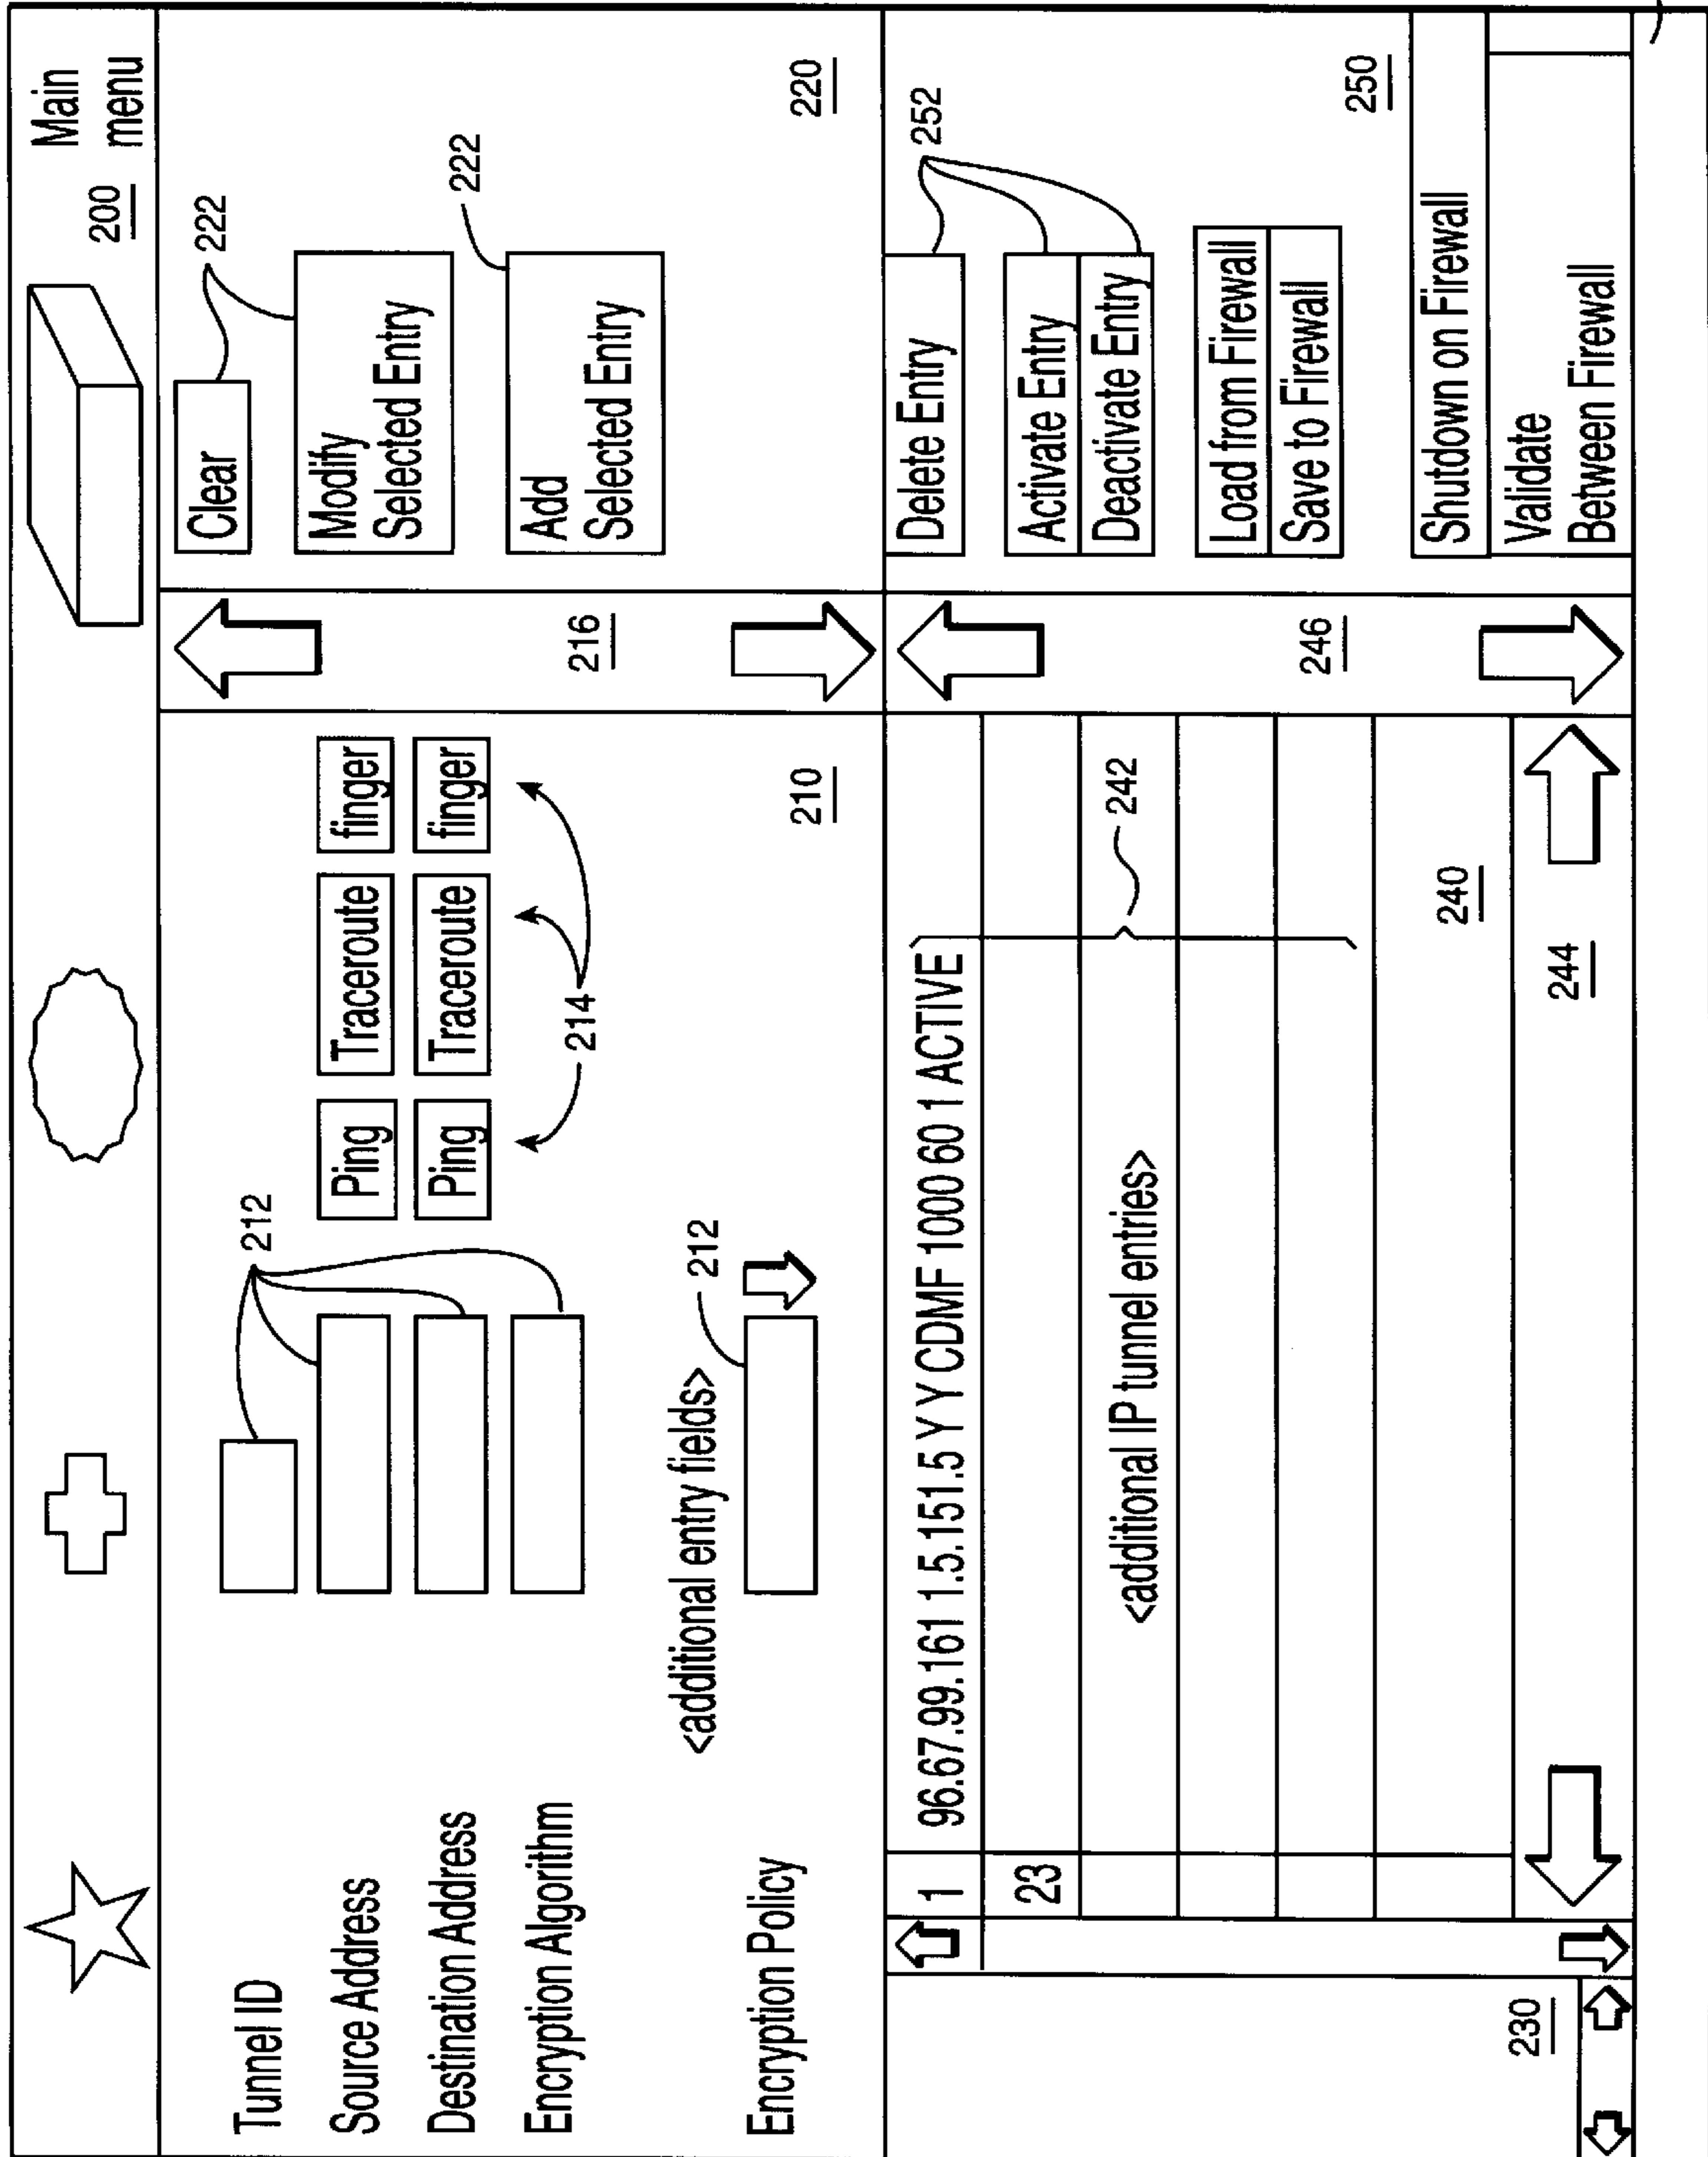 Main
menu
200
Tunnel ID
212
Clear
222
Source Address
Ping
Traceroute
finger
Modify
Selected Entry
Destination Address
Ping
Traceroute
finger
Encryption Algorithm
214
216
222
Add
Selected Entry
<additional entry fields>
212
Encryption Policy
210
220
1
96.67.99.161 1.5.151.5 Y Y CDMF 1000 60 1 ACTIVE
Delete Entry
252
23
Activate Entry
<additional IP tunnel entries>
242
Deactivate Entry
Load from Firewall
Save to Firewall
246
250
240
Shutdown on Firewall
230
244
Validate
Between Firewall